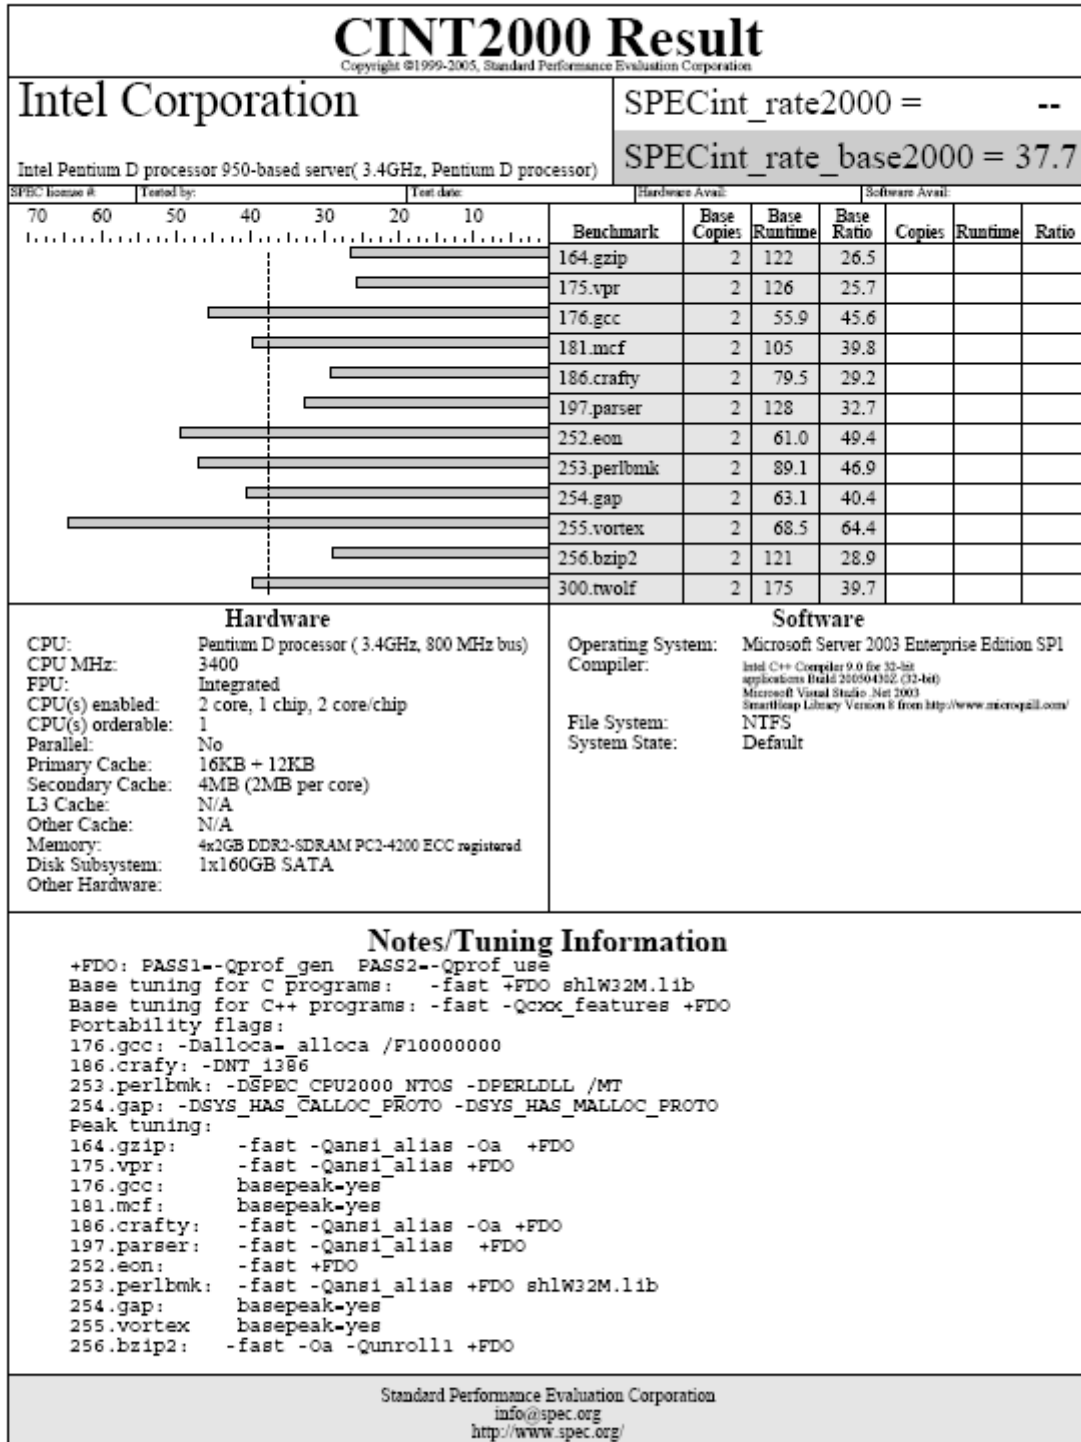 CINT2000 Result
Copyright ©1999-2005, Standard Performance Evaluation Corporation
Intel Corporation
Intel Pentium D processor 950-based server( 3.4GHz, Pentium D processor)
SPECint_rate2000 = --
SPECint_rate_base2000 = 37.7
SPEC license #: Tested by: Test date: Hardware Avail: Software Avail:
70 60 50 40 30 20 10
Benchmark Base Copies Base Runtime Base Ratio Copies Runtime Ratio
164.gzip 2 122 26.5
175.vpr 2 126 25.7
176.gcc 2 55.9 45.6
181.mcf 2 105 39.8
186.crafty 2 79.5 29.2
197.parser 2 128 32.7
252.eon 2 61.0 49.4
253.perlbmk 2 89.1 46.9
254.gap 2 63.1 40.4
255.vortex 2 68.5 64.4
256.bzip2 2 121 28.9
300.twolf 2 175 39.7
Hardware
CPU: Pentium D processor ( 3.4GHz, 800 MHz bus)
CPU MHz: 3400
FPU: Integrated
CPU(s) enabled: 2 core, 1 chip, 2 core/chip
CPU(s) orderable: 1
Parallel: No
Primary Cache: 16KB + 12KB
Secondary Cache: 4MB (2MB per core)
L3 Cache: N/A
Other Cache: N/A
Memory: 4x2GB DDR2-SDRAM PC2-4200 ECC registered
Disk Subsystem: 1x160GB SATA
Other Hardware:
Software
Operating System: Microsoft Server 2003 Enterprise Edition SP1
Compiler: Intel C++ Compiler 9.0 for 32-bit
applications Build 20050430Z (32-bit)
Microsoft Visual Studio .Net 2003
SmartHeap Library Version 8 from http://www.microquill.com/
File System: NTFS
System State: Default
Notes/Tuning Information
+FDO: PASS1=-Qprof_gen PASS2=-Qprof_use
Base tuning for C programs: -fast +FDO shlW32M.lib
Base tuning for C++ programs: -fast -Qcxx_features +FDO
Portability flags:
176.gcc: -Dalloca=_alloca /F10000000
186.crafy: -DNT_i386
253.perlbmk: -DSPEC_CPU2000_NTOS -DPERLDLL /MT
254.gap: -DSYS_HAS_CALLOC_PROTO -DSYS_HAS_MALLOC_PROTO
Peak tuning:
164.gzip: -fast -Qansi_alias -Oa +FDO
175.vpr: -fast -Qansi_alias +FDO
176.gcc: basepeak=yes
181.mcf: basepeak=yes
186.crafty: -fast -Qansi_alias -Oa +FDO
197.parser: -fast -Qansi_alias +FDO
252.eon: -fast +FDO
253.perlbmk: -fast -Qansi_alias +FDO shlW32M.lib
254.gap: basepeak=yes
255.vortex basepeak=yes
256.bzip2: -fast -Oa -Qunroll1 +FDO
Standard Performance Evaluation Corporation
info@spec.org
http://www.spec.org/